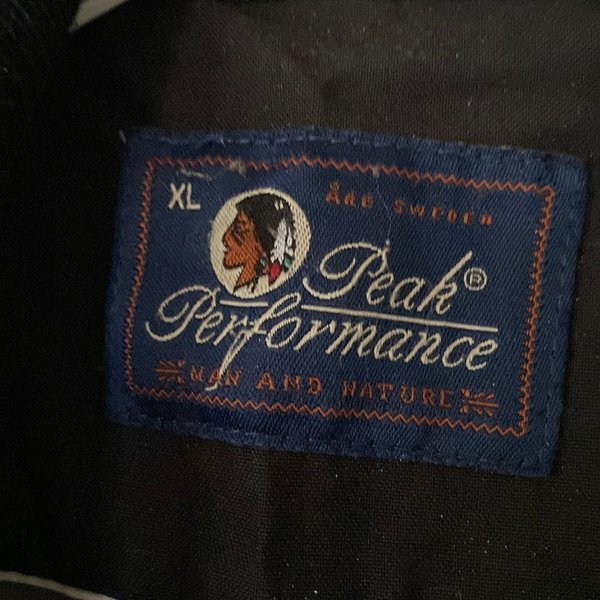 XL
ÅRE SWEDEN
Peak®
Performance
MAN AND NATURE